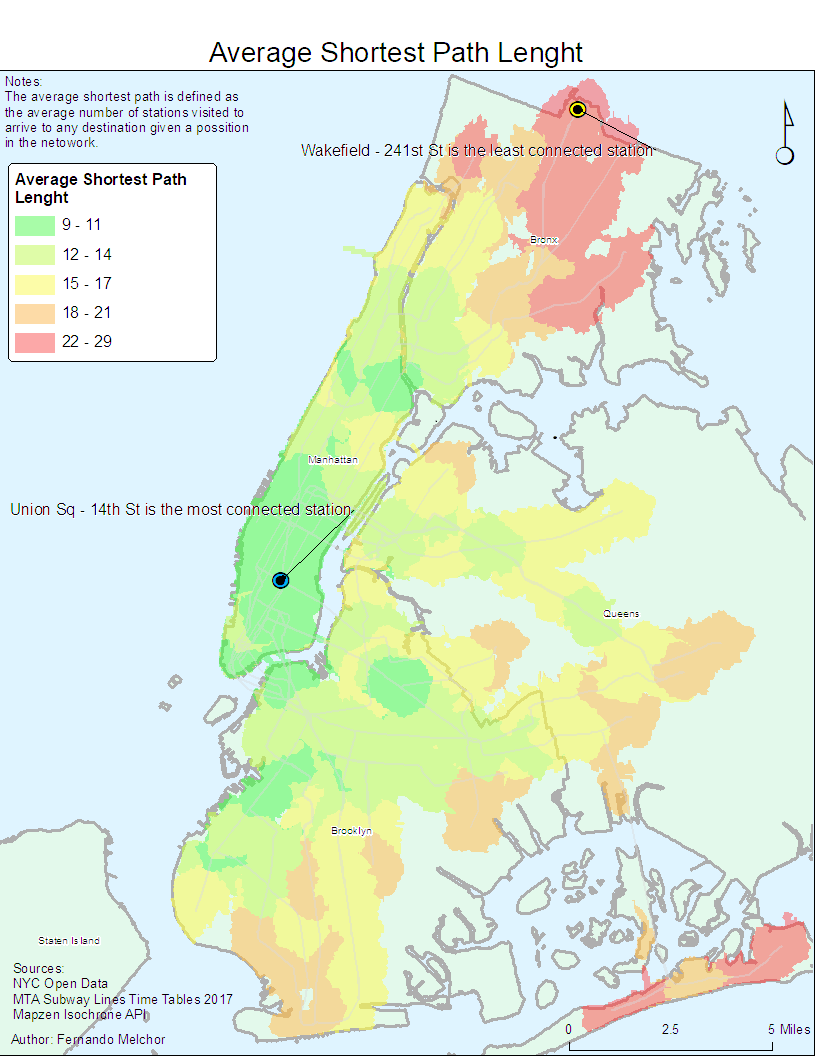 Average Shortest Path Lenght
Notes:
The average shortest path is defined as
the average number of stations visited to
arrive to any destination given a possition
in the netowork.
Wakefield - 241st St is the least connected station
Average Shortest Path
Lenght
9 - 11
12 - 14
15 - 17
18 - 21
22 - 29
Bronx
Manhattan
Union Sq - 14th St is the most connected station
Queens
Brooklyn
Staten Island
Sources:
NYC Open Data
MTA Subway Lines Time Tables 2017
Mapzen Isochrone API
Author: Fernando Melchor
0 2.5 5 Miles